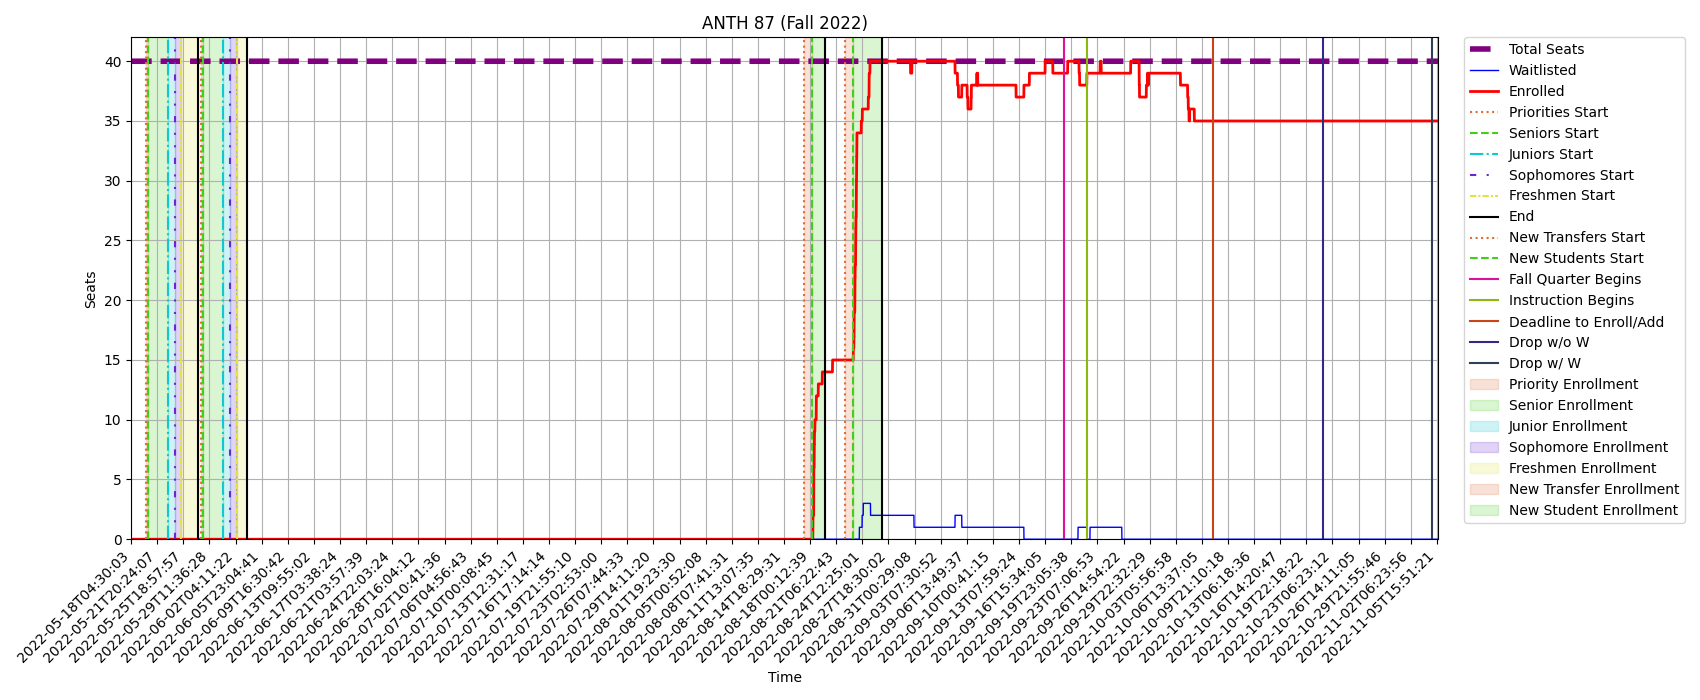 ANTH 87 (Fall 2022)
Seats
40
35
30
25
20
15
10
5
0
2022-05-18T04:30:03
2022-05-21T20:24:07
2022-05-25T18:57:57
2022-05-29T11:36:28
2022-06-02T04:11:22
2022-06-05T23:04:41
2022-06-09T16:30:42
2022-06-13T09:55:02
2022-06-17T03:38:24
2022-06-21T03:57:39
2022-06-24T22:03:24
2022-06-28T16:04:12
2022-07-02T10:41:36
2022-07-06T04:56:43
2022-07-10T00:08:45
2022-07-13T12:31:17
2022-07-16T17:14:14
2022-07-19T21:55:10
2022-07-23T02:53:00
2022-07-26T07:44:33
2022-07-29T14:11:20
2022-08-01T19:23:30
2022-08-05T00:52:08
2022-08-08T07:41:31
2022-08-11T13:07:35
2022-08-14T18:29:31
2022-08-18T00:12:39
2022-08-21T06:22:43
2022-08-24T12:25:01
2022-08-27T18:30:02
2022-08-31T00:29:08
2022-09-03T07:30:52
2022-09-06T13:49:37
2022-09-10T00:41:15
2022-09-13T07:59:24
2022-09-16T15:34:05
2022-09-19T23:05:38
2022-09-23T07:06:53
2022-09-26T14:54:22
2022-09-29T22:32:29
2022-10-03T05:56:58
2022-10-06T13:37:05
2022-10-09T21:10:18
2022-10-13T06:18:36
2022-10-16T14:20:47
2022-10-19T22:18:22
2022-10-23T06:23:12
2022-10-26T14:11:05
2022-10-29T21:55:46
2022-11-02T06:23:56
2022-11-05T15:51:21
Time
Total Seats
Waitlisted
Enrolled
Priorities Start
Seniors Start
Juniors Start
Sophomores Start
Freshmen Start
End
New Transfers Start
New Students Start
Fall Quarter Begins
Instruction Begins
Deadline to Enroll/Add
Drop w/o W
Drop w/ W
Priority Enrollment
Senior Enrollment
Junior Enrollment
Sophomore Enrollment
Freshmen Enrollment
New Transfer Enrollment
New Student Enrollment